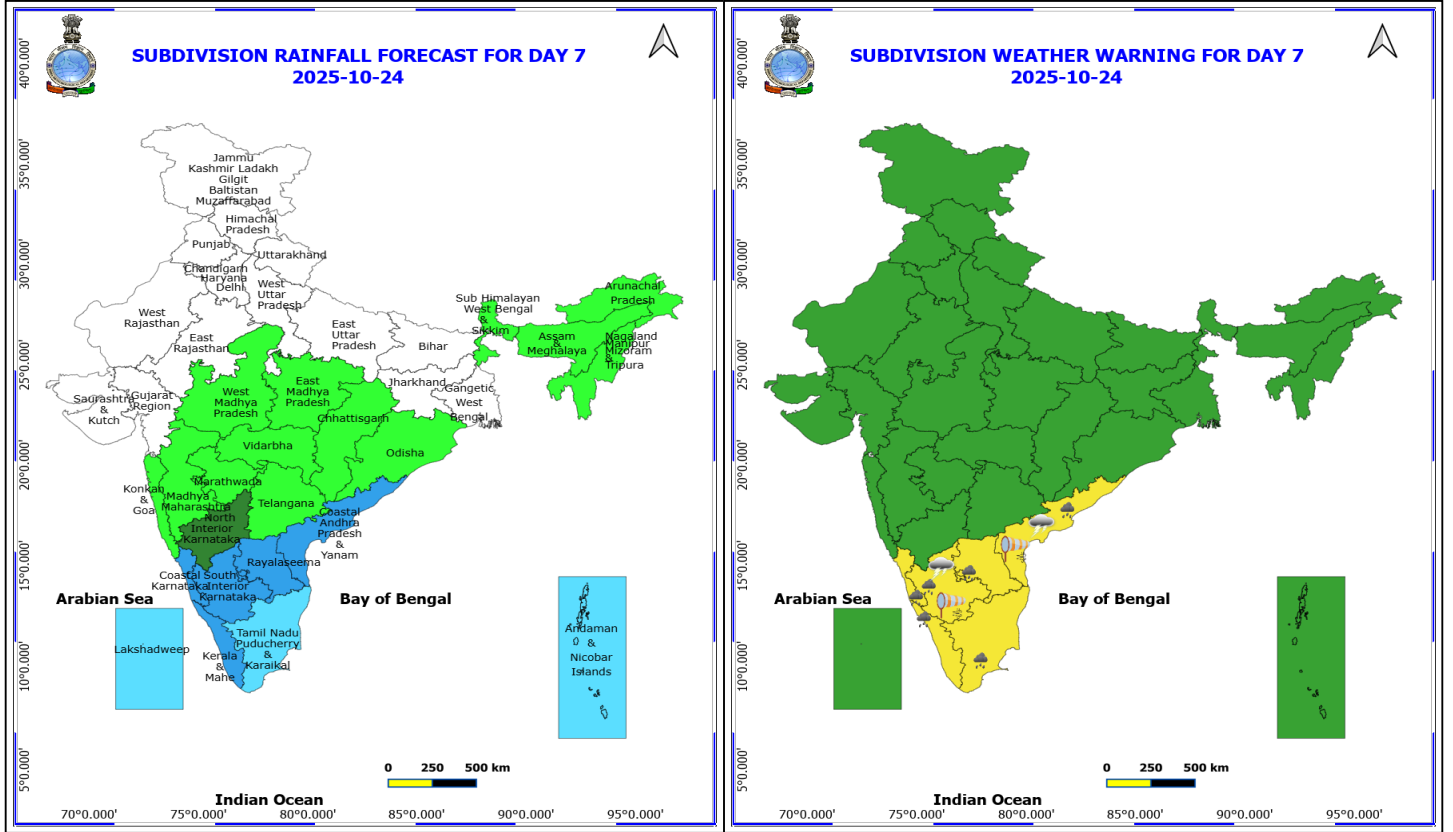 SUBDIVISION RAINFALL FORECAST FOR DAY 7
2025-10-24
40°0.000'
35°0.000'
30°0.000'
25°0.000'
20°0.000'
15°0.000'
10°0.000'
5°0.000'
Jammu
Kashmir Ladakh
Gilgit
Baltistan
Muzaffarabad
Himachal
Pradesh
Punjab
Uttarakhand
Chandigarh
Haryana
Delhi
West
Uttar
Pradesh
West
Rajasthan
East
Rajasthan
East
Uttar
Pradesh
Bihar
Sub Himalayan
West Bengal
&
Sikkim
Arunachal
Pradesh
Assam
&
Meghalaya
Nagaland
Manipur
Mizoram
&
Tripura
Jharkhand
Gangetic
West
Bengal
Saurashtra
&
Kutch
Gujarat
Region
West
Madhya
Pradesh
East
Madhya
Pradesh
Chhattisgarh
Vidarbha
Odisha
Konkan
&
Goa
Madhya
Maharashtra
Marathwada
Telangana
North
Interior
Karnataka
Coastal
Andhra
Pradesh
&
Yanam
Rayalaseema
Coastal
Karnataka
South
Interior
Karnataka
Arabian Sea
Bay of Bengal
Lakshadweep
Kerala
&
Mahe
Tamil Nadu
Puducherry
&
Karaikal
Andaman
&
Nicobar
Islands
0 250 500 km
Indian Ocean
70°0.000' 75°0.000' 80°0.000' 85°0.000' 90°0.000' 95°0.000'
SUBDIVISION WEATHER WARNING FOR DAY 7
2025-10-24
40°0.000'
35°0.000'
30°0.000'
25°0.000'
20°0.000'
15°0.000'
10°0.000'
5°0.000'
Arabian Sea
Bay of Bengal
0 250 500 km
Indian Ocean
70°0.000' 75°0.000' 80°0.000' 85°0.000' 90°0.000' 95°0.000'